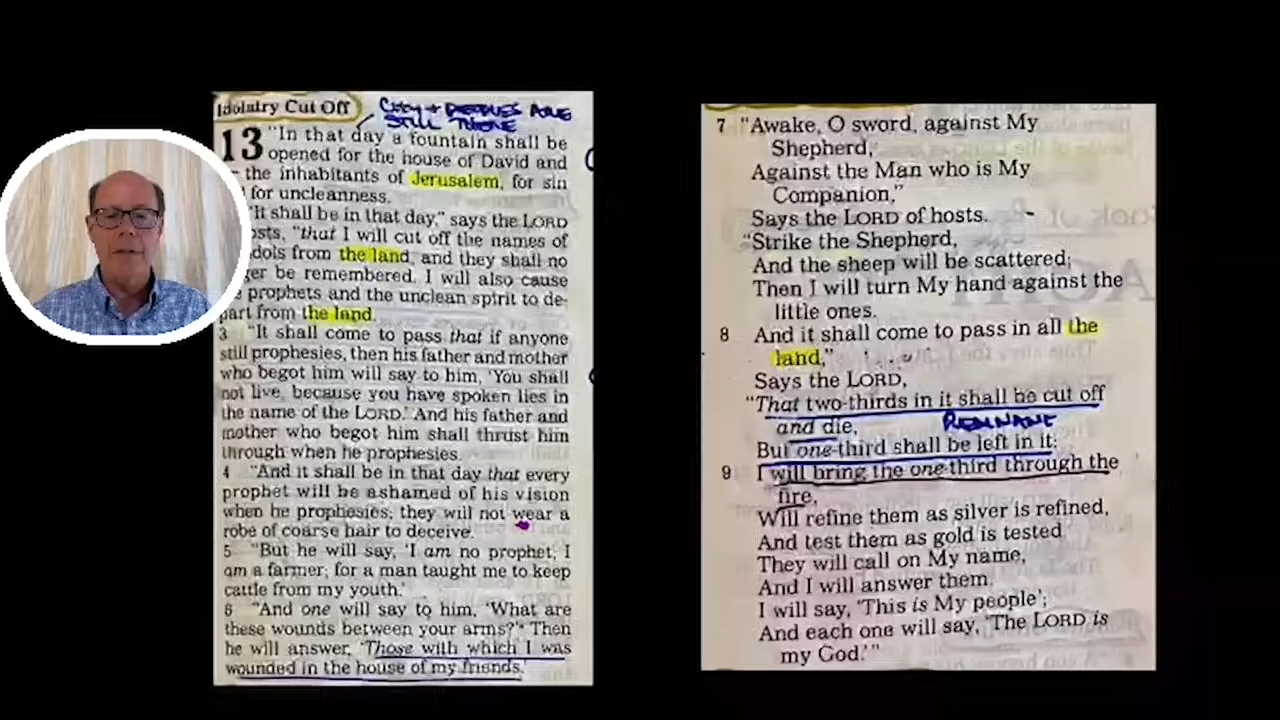 Idolatry Cut Off
CITY + PEOPLES ARE
STILL THERE
13 "In that day a fountain shall be
opened for the house of David and
the inhabitants of Jerusalem, for sin
for uncleanness.
"It shall be in that day," says the LORD
osts, "that I will cut off the names of
dols from the land, and they shall no
ger be remembered. I will also cause
prophets and the unclean spirit to de-
part from the land.
3 "It shall come to pass that if anyone
still prophesies, then his father and mother
who begot him will say to him, 'You shall
not live, because you have spoken lies in
the name of the LORD.' And his father and
mother who begot him shall thrust him
through when he prophesies.
4 "And it shall be in that day that every
prophet will be ashamed of his vision
when he prophesies; they will not wear a
robe of coarse hair to deceive.
5 "But he will say, 'I am no prophet, I
am a farmer; for a man taught me to keep
cattle from my youth.'
6 "And one will say to him, 'What are
these wounds between your arms?'* Then
he will answer, 'Those with which I was
wounded in the house of my friends.'
7 "Awake, O sword, against My
Shepherd,
Against the Man who is My
Companion,"
Says the LORD of hosts.
"Strike the Shepherd,
And the sheep will be scattered;
Then I will turn My hand against the
little ones.
8 And it shall come to pass in all the
land,"
Says the LORD,
"That two-thirds in it shall be cut off
and die,
REMNANT
But one-third shall be left in it:
9 I will bring the one-third through the
fire,
Will refine them as silver is refined,
And test them as gold is tested.
They will call on My name,
And I will answer them.
I will say, 'This is My people';
And each one will say, 'The LORD is
my God.'"